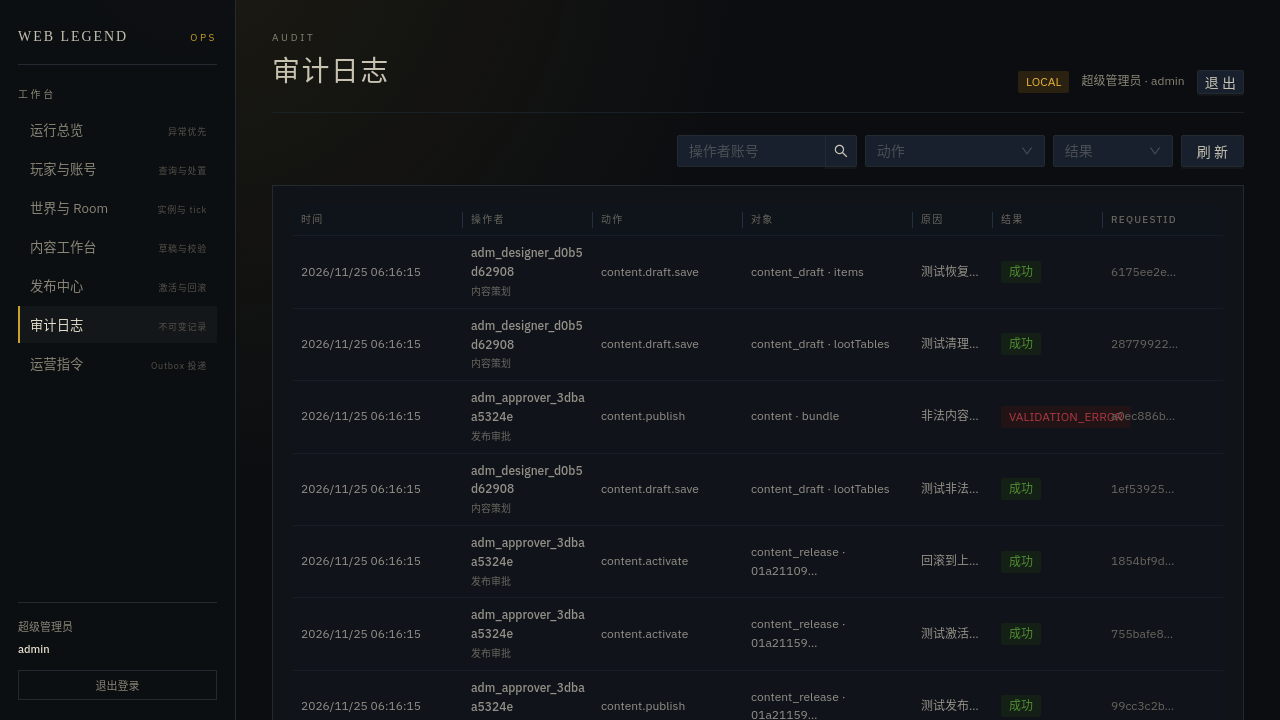 WEB LEGEND OPS
工作台
运行总览 异常优先
玩家与账号 查询与处置
世界与 Room 实例与 tick
内容工作台 草稿与校验
发布中心 激活与回滚
审计日志 不可变记录
运营指令 Outbox 投递
超级管理员
admin
退出登录
AUDIT
审计日志
LOCAL 超级管理员 · admin 退 出
操作者账号 动作 结果 刷 新
时间 操作者 动作 对象 原因 结果 REQUESTID
2026/11/25 06:16:15 adm_designer_d0b5
d62908
内容策划 content.draft.save content_draft · items 测试恢复... 成功 6175ee2e...
2026/11/25 06:16:15 adm_designer_d0b5
d62908
内容策划 content.draft.save content_draft · lootTables 测试清理... 成功 28779922...
2026/11/25 06:16:15 adm_approver_3dba
a5324e
发布审批 content.publish content · bundle 非法内容... VALIDATION_ERROR ec886b...
2026/11/25 06:16:15 adm_designer_d0b5
d62908
内容策划 content.draft.save content_draft · lootTables 测试非法... 成功 1ef53925...
2026/11/25 06:16:15 adm_approver_3dba
a5324e
发布审批 content.activate content_release ·
01a21109... 回滚到上... 成功 1854bf9d...
2026/11/25 06:16:15 adm_approver_3dba
a5324e
发布审批 content.activate content_release ·
01a21159... 测试激活... 成功 755bafe8...
2026/11/25 06:16:15 adm_approver_3dba
a5324e content.publish content_release ·
01a21159... 测试发布... 成功 99cc3c2b...